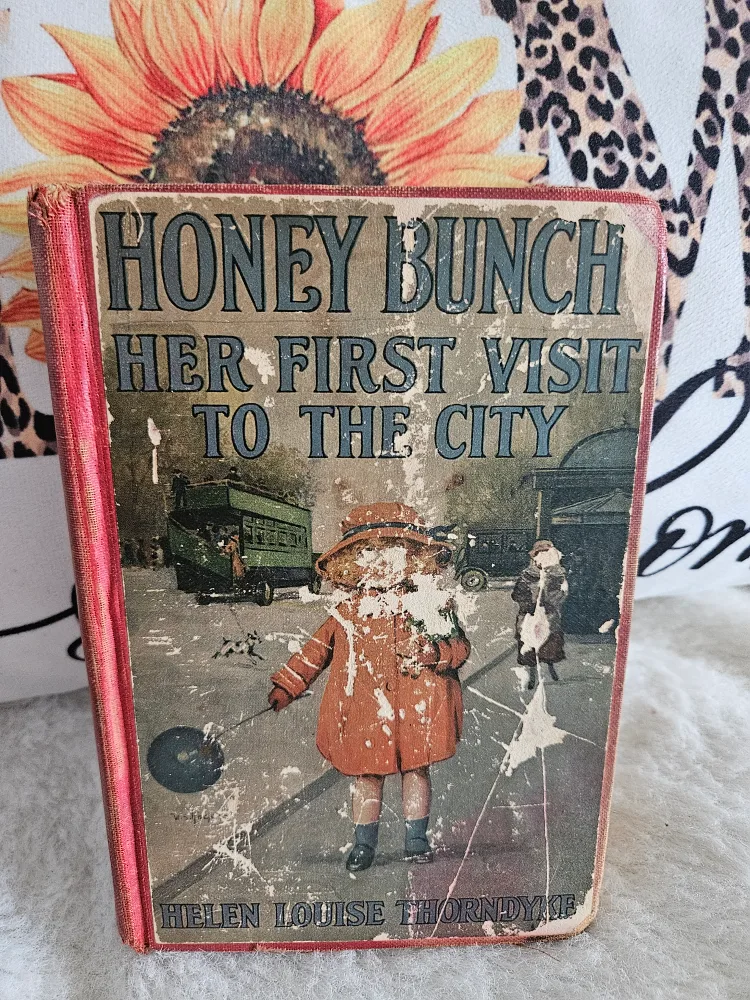 HONEY BUNCH
HER FIRST VISIT
TO THE CITY
HELEN LOUISE THORNDYKE